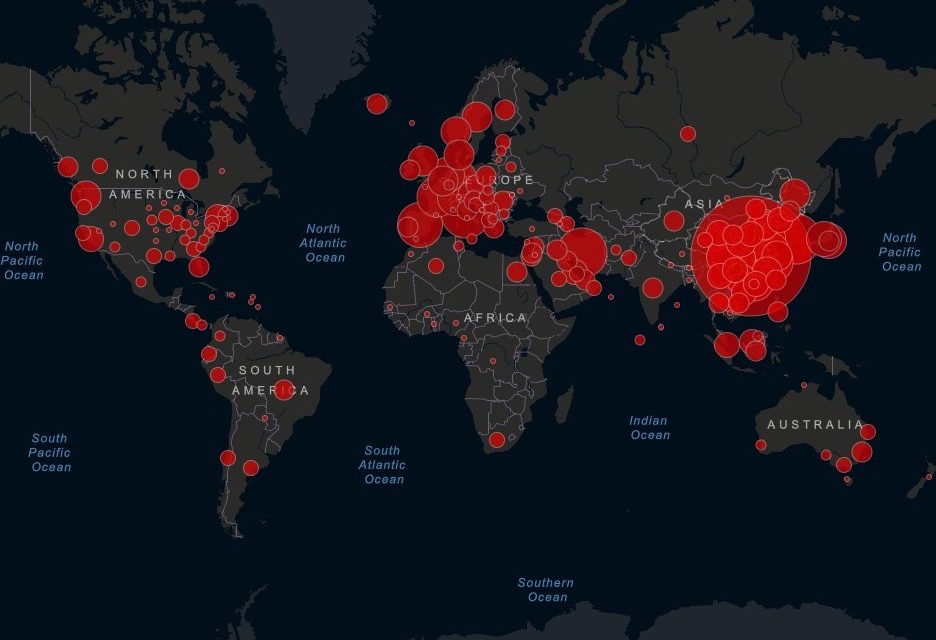 NORTH
AMERICA
EUROPE
ASIA
North
Pacific
Ocean
North
Atlantic
Ocean
North
Pacific
Ocean
AFRICA
SOUTH
AMERICA
Indian
Ocean
AUSTRALIA
South
Pacific
Ocean
South
Atlantic
Ocean
Southern
Ocean